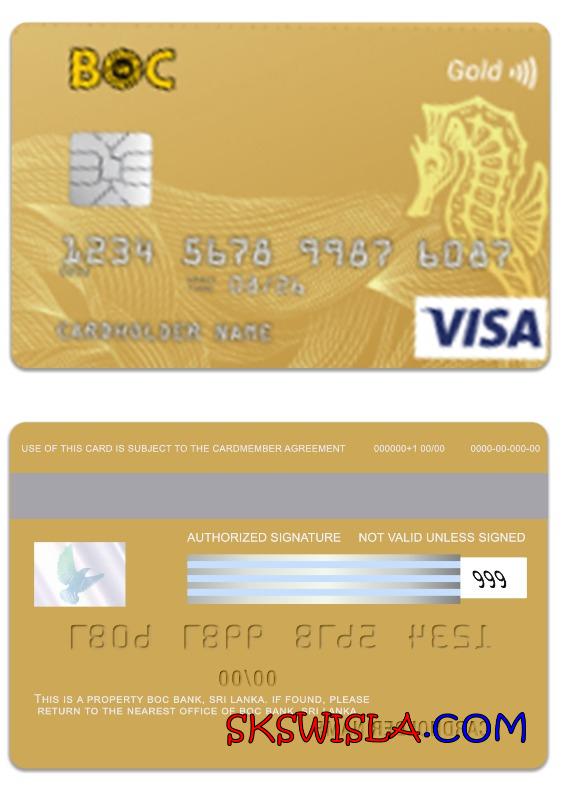 BOC
Gold
1234 5678 9987 6087
08/26
CARDHOLDER NAME
VISA
USE OF THIS CARD IS SUBJECT TO THE CARDMEMBER AGREEMENT 000000+1 00/00 0000-00-000-00
AUTHORIZED SIGNATURE NOT VALID UNLESS SIGNED
999
00/00
THIS IS A PROPERTY BOC BANK, SRI LANKA. IF FOUND, PLEASE
RETURN TO THE NEAREST OFFICE OF BOC BANK, SRI LANKA.
SKSWISLA.COM